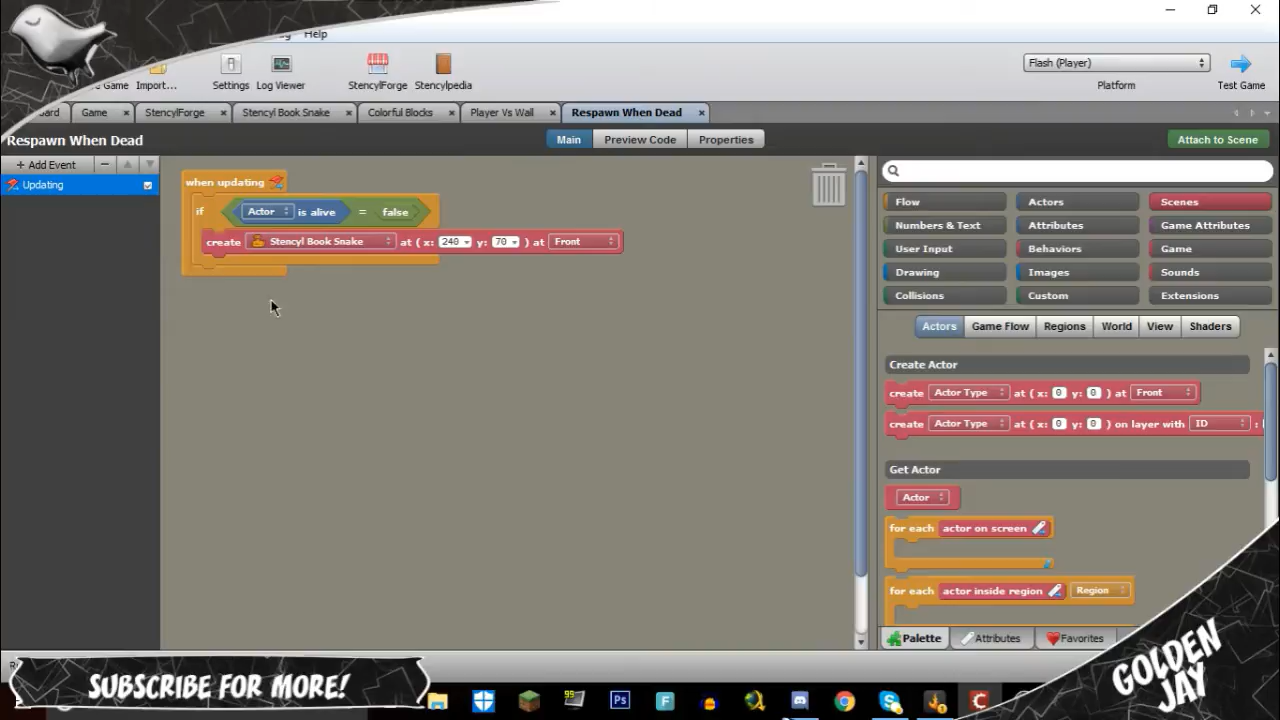 Help
Game Import... Settings Log Viewer StencylForge Stencylpedia Flash (Player) Platform Test Game
Game StencylForge Stencyl Book Snake Colorful Blocks Player Vs Wall Respawn When Dead
Respawn When Dead Main Preview Code Properties Attach to Scene
+ Add Event
Updating
when updating
if Actor is alive = false
create Stencyl Book Snake at ( x: 240 y: 70 ) at Front
Flow Actors Scenes
Numbers & Text Attributes Game Attributes
User Input Behaviors Game
Drawing Images Sounds
Collisions Custom Extensions
Actors Game Flow Regions World View Shaders
Create Actor
create Actor Type at ( x: 0 y: 0 ) at Front
create Actor Type at ( x: 0 y: 0 ) on layer with ID :
Get Actor
Actor
for each actor on screen
for each actor inside region Region
Palette Attributes Favorites
SUBSCRIBE FOR MORE!
GOLDEN
JAY